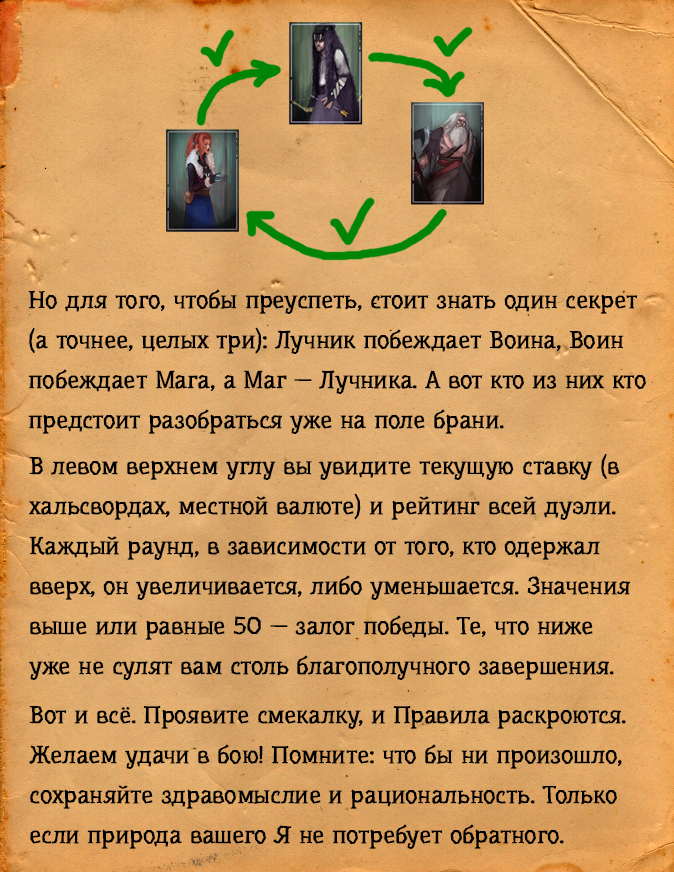 Но для того, чтобы преуспеть, стоит знать один секрет
(а точнее, целых три): Лучник побеждает Воина, Воин
побеждает Мага, а Маг — Лучника. А вот кто из них кто
предстоит разобраться уже на поле брани.
В левом верхнем углу вы увидите текущую ставку (в
хальсвордах, местной валюте) и рейтинг всей дуэли.
Каждый раунд, в зависимости от того, кто одержал
вверх, он увеличивается, либо уменьшается. Значения
выше или равные 50 — залог победы. Те, что ниже
уже не сулят вам столь благополучного завершения.
Вот и всё. Проявите смекалку, и Правила раскроются.
Желаем удачи в бою! Помните: что бы ни произошло,
сохраняйте здравомыслие и рациональность. Только
если природа вашего Я не потребует обратного.